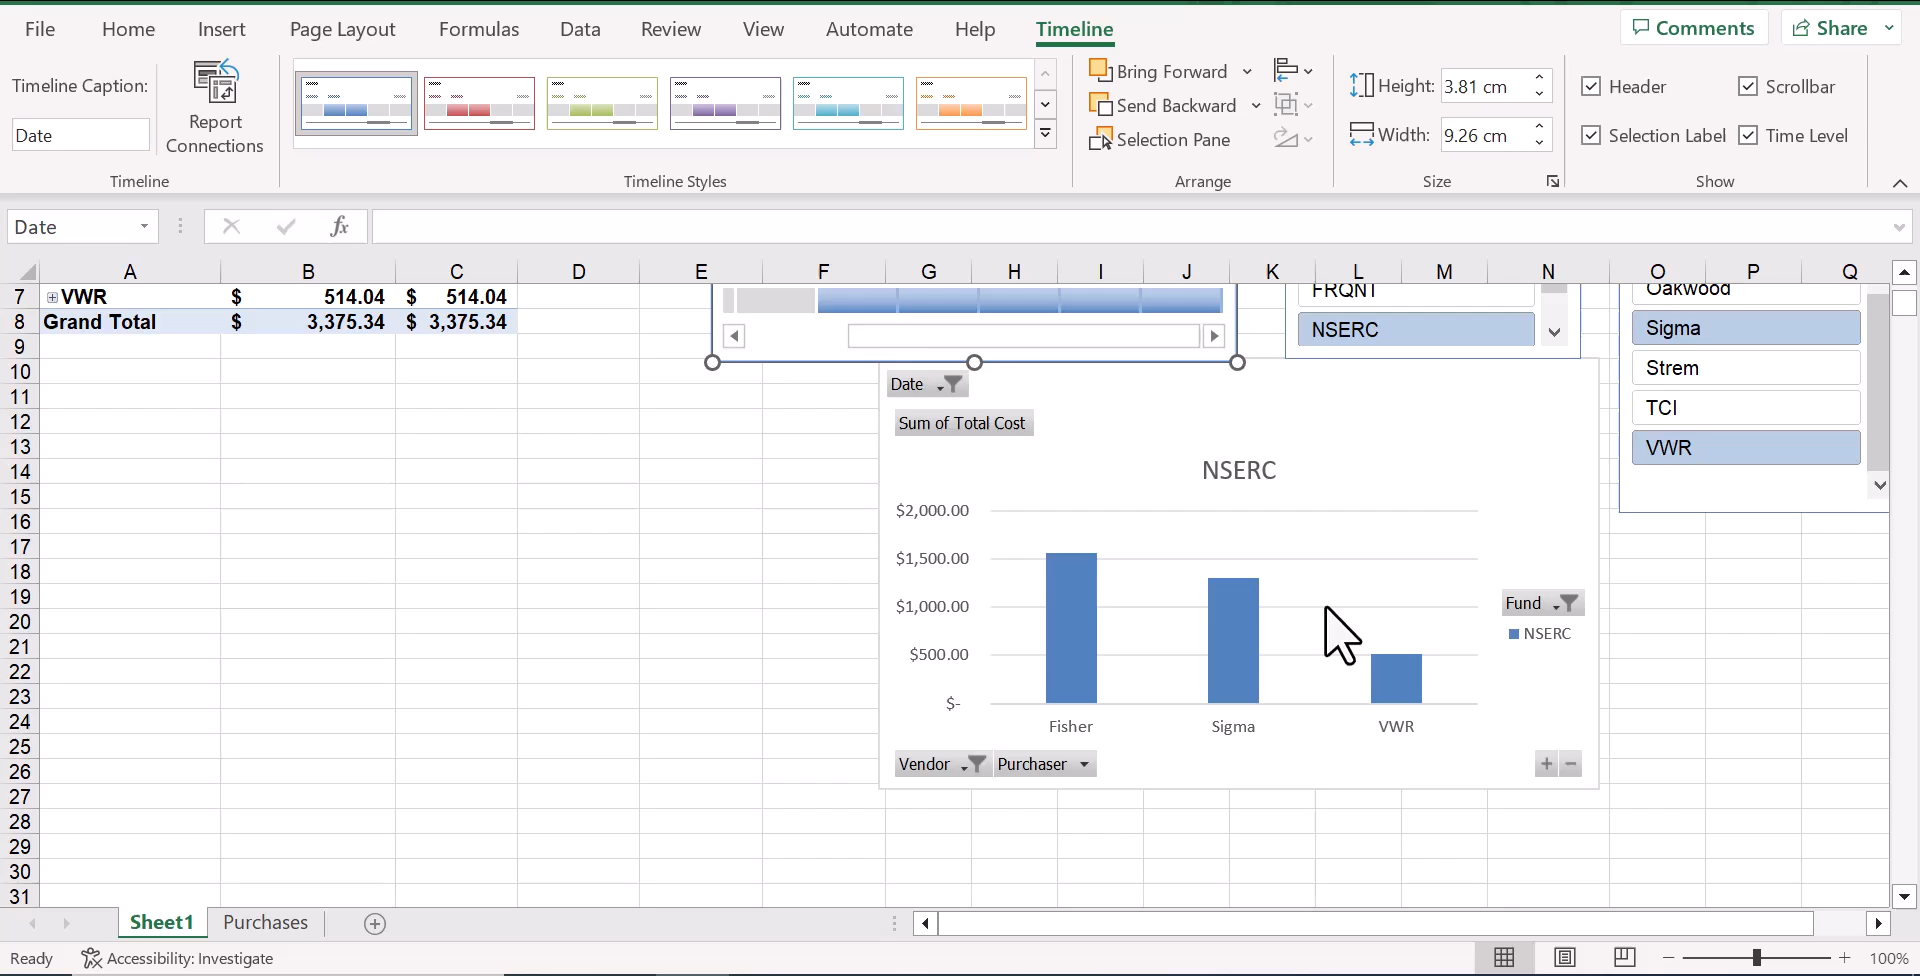 File Home Insert Page Layout Formulas Data Review View Automate Help Timeline Comments Share
Timeline Caption:
Date
Report
Connections
Timeline
Timeline Styles
Bring Forward
Send Backward
Selection Pane
Arrange
Height: 3.81 cm
Width: 9.26 cm
Size
Header Scrollbar
Selection Label Time Level
Show
Date fx
A B C D E F G H I J K L M N O P Q
7 VWR $ 514.04 $ 514.04
8 Grand Total $ 3,375.34 $ 3,375.34
9
10
11
12
13
14
15
16
17
18
19
20
21
22
23
24
25
26
27
28
29
30
31
FRQNT
NSERC
Oakwood
Sigma
Strem
TCI
VWR
Date
Sum of Total Cost
NSERC
$2,000.00
$1,500.00
$1,000.00
$500.00
$-
Fisher Sigma VWR
Fund
NSERC
Vendor Purchaser + -
Sheet1 Purchases
Ready Accessibility: Investigate 100%